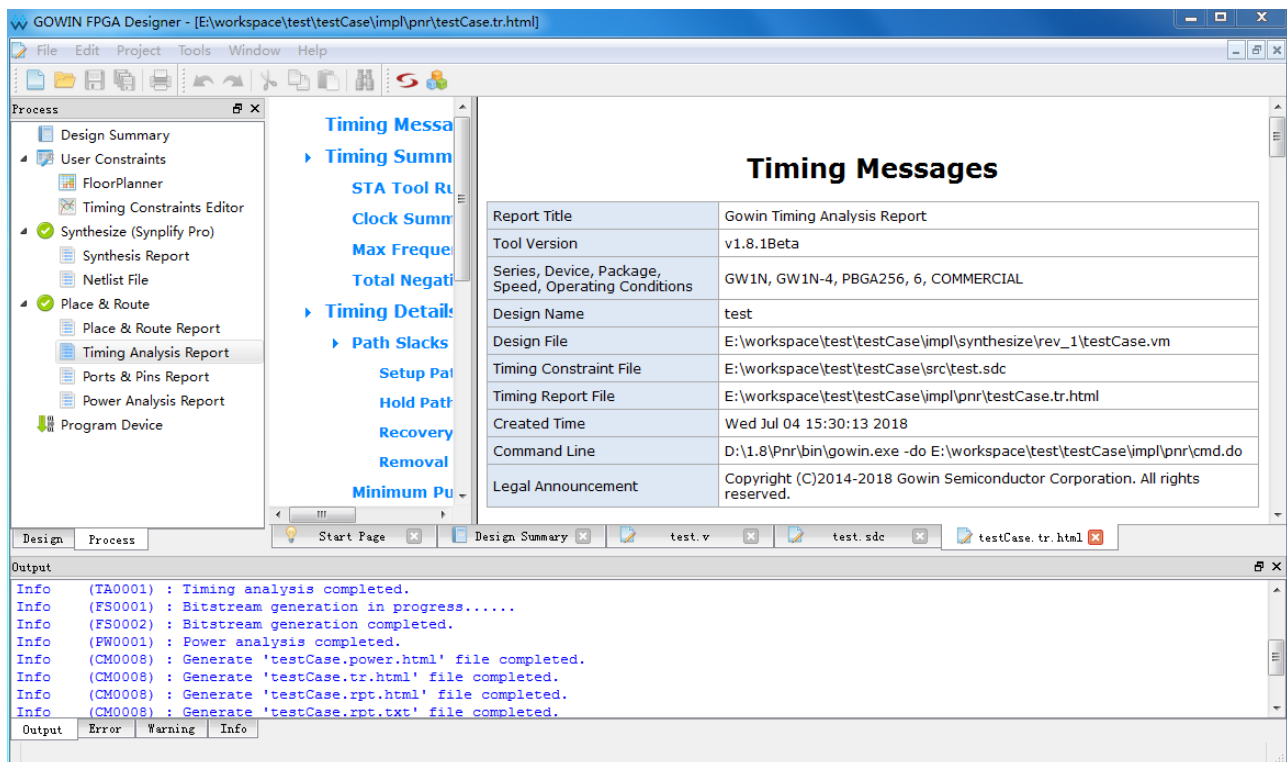 GOWIN FPGA Designer - [E:\workspace\test\testCase\impl\pnr\testCase.tr.html]
File Edit Project Tools Window Help
Process
Design Summary
User Constraints
FloorPlanner
Timing Constraints Editor
Synthesize (Synplify Pro)
Synthesis Report
Netlist File
Place & Route
Place & Route Report
Timing Analysis Report
Ports & Pins Report
Power Analysis Report
Program Device
Design Process
Timing Messa
Timing Summ
STA Tool Ru
Clock Summ
Max Freque
Total Negati
Timing Details
Path Slacks
Setup Pat
Hold Path
Recovery
Removal
Minimum Pu
Timing Messages
Report Title Gowin Timing Analysis Report
Tool Version v1.8.1Beta
Series, Device, Package,
Speed, Operating Conditions GW1N, GW1N-4, PBGA256, 6, COMMERCIAL
Design Name test
Design File E:\workspace\test\testCase\impl\synthesize\rev_1\testCase.vm
Timing Constraint File E:\workspace\test\testCase\src\test.sdc
Timing Report File E:\workspace\test\testCase\impl\pnr\testCase.tr.html
Created Time Wed Jul 04 15:30:13 2018
Command Line D:\1.8\Pnr\bin\gowin.exe -do E:\workspace\test\testCase\impl\pnr\cmd.do
Legal Announcement Copyright (C)2014-2018 Gowin Semiconductor Corporation. All rights
reserved.
Start Page Design Summary test.v test.sdc testCase.tr.html
Output
Info (TA0001) : Timing analysis completed.
Info (FS0001) : Bitstream generation in progress......
Info (FS0002) : Bitstream generation completed.
Info (PW0001) : Power analysis completed.
Info (CM0008) : Generate 'testCase.power.html' file completed.
Info (CM0008) : Generate 'testCase.tr.html' file completed.
Info (CM0008) : Generate 'testCase.rpt.html' file completed.
Info (CM0008) : Generate 'testCase.rpt.txt' file completed.
Output Error Warning Info